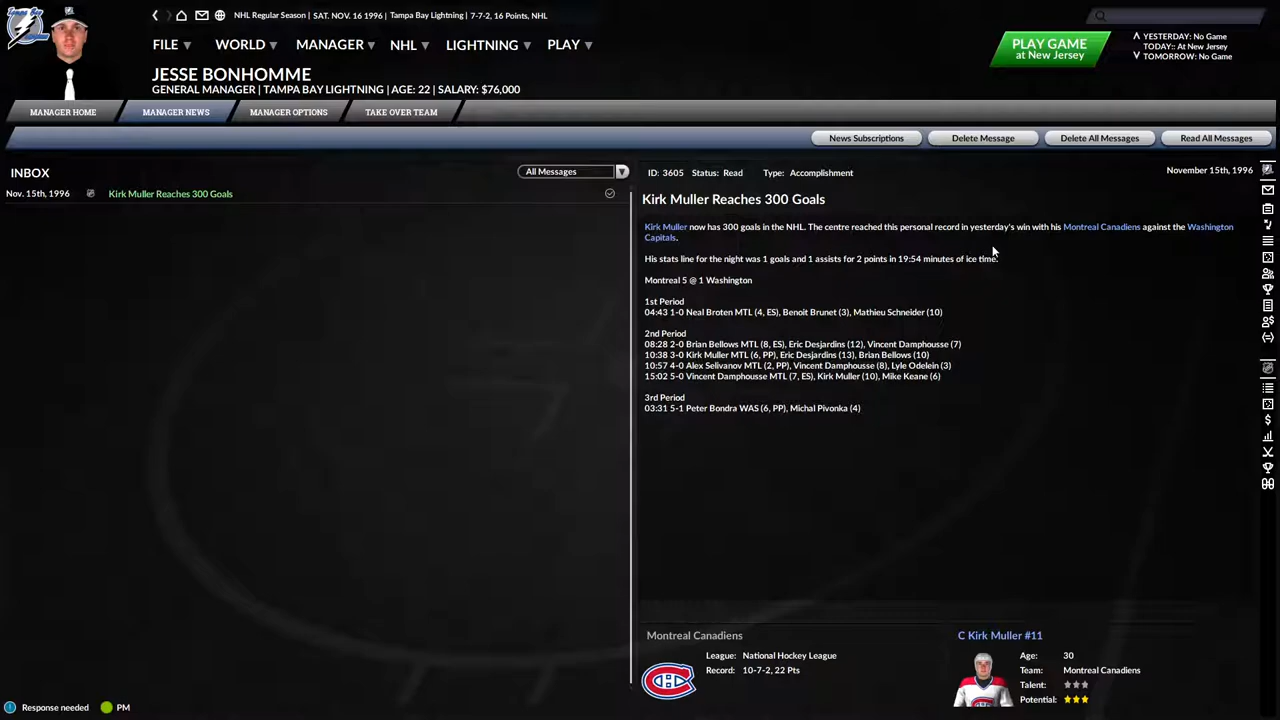 NHL Regular Season | SAT. NOV. 16 1996 | Tampa Bay Lightning | 7-7-2, 16 Points, NHL
FILE WORLD MANAGER NHL LIGHTNING PLAY
PLAY GAME
at New Jersey
YESTERDAY: No Game
TODAY:: At New Jersey
TOMORROW: No Game
JESSE BONHOMME
GENERAL MANAGER | TAMPA BAY LIGHTNING | AGE: 22 | SALARY: $76,000
MANAGER HOME MANAGER NEWS MANAGER OPTIONS TAKE OVER TEAM
News Subscriptions Delete Message Delete All Messages Read All Messages
INBOX All Messages
Nov. 15th, 1996 Kirk Muller Reaches 300 Goals
ID: 3605 Status: Read Type: Accomplishment November 15th, 1996
Kirk Muller Reaches 300 Goals
Kirk Muller now has 300 goals in the NHL. The centre reached this personal record in yesterday's win with his Montreal Canadiens against the Washington
Capitals.
His stats line for the night was 1 goals and 1 assists for 2 points in 19:54 minutes of ice time.
Montreal 5 @ 1 Washington
1st Period
04:43 1-0 Neal Broten MTL (4, ES), Benoit Brunet (3), Mathieu Schneider (10)
2nd Period
08:28 2-0 Brian Bellows MTL (8, ES), Eric Desjardins (12), Vincent Damphousse (7)
10:38 3-0 Kirk Muller MTL (6, PP), Eric Desjardins (13), Brian Bellows (10)
10:57 4-0 Alex Selivanov MTL (2, PP), Vincent Damphousse (8), Lyle Odelein (3)
15:02 5-0 Vincent Damphousse MTL (7, ES), Kirk Muller (10), Mike Keane (6)
3rd Period
03:31 5-1 Peter Bondra WAS (6, PP), Michal Pivonka (4)
Montreal Canadiens
League: National Hockey League
Record: 10-7-2, 22 Pts
C Kirk Muller #11
Age: 30
Team: Montreal Canadiens
Talent:
Potential:
Response needed PM